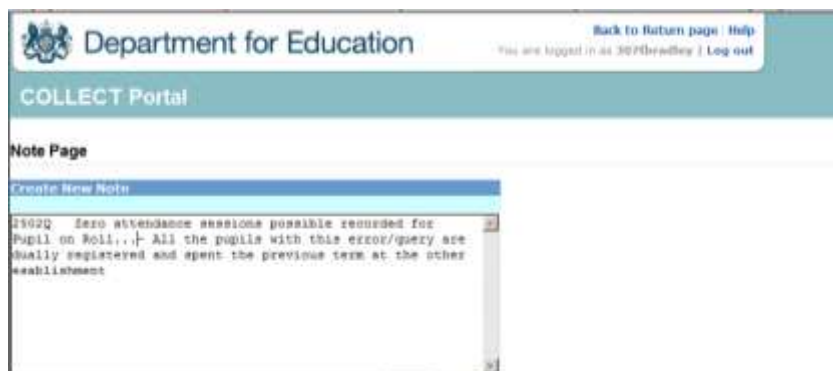 Department for Education
Back to Return page | Help
You are logged in as | Log out
COLLECT Portal
Note Page
Create New Note
2502Q Zero attendance sessions possible recorded for
Pupil on Roll...- All the pupils with this error/query are
dually registered and spent the previous term at the other
esablishment